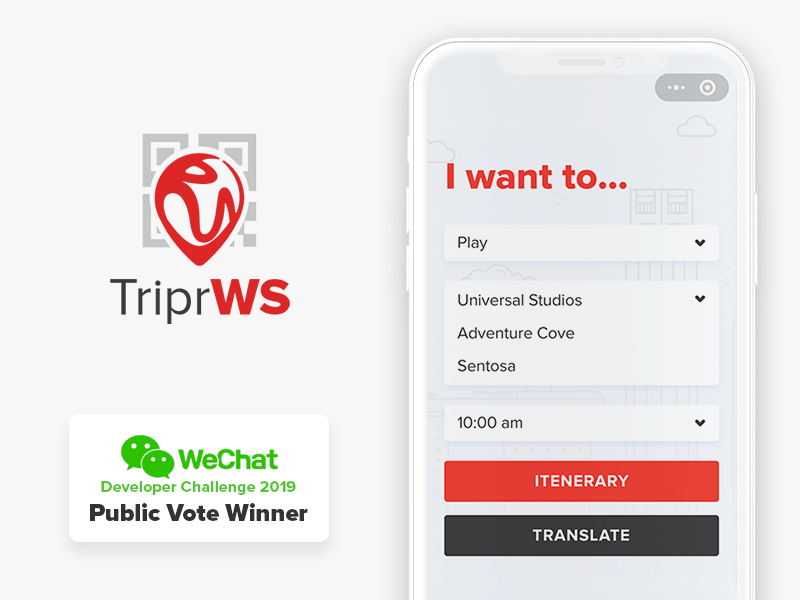 TriprWS
WeChat
Developer Challenge 2019
Public Vote Winner
I want to...
Play
Universal Studios
Adventure Cove
Sentosa
10:00 am
ITENERARY
TRANSLATE